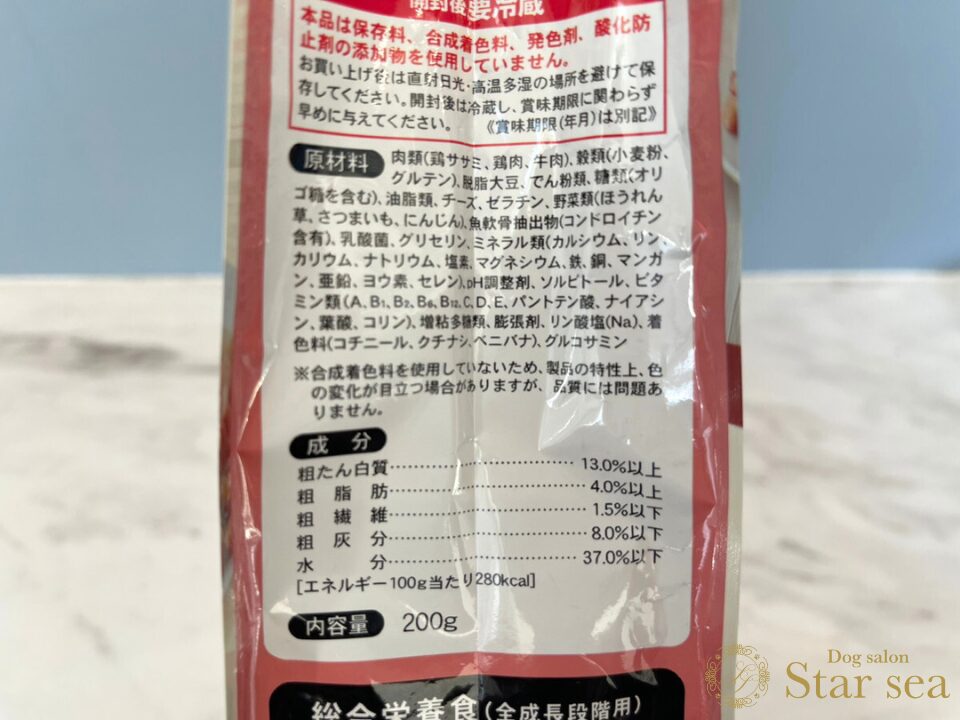 開封後要冷蔵
本品は保存料、合成着色料、発色剤、酸化防
止剤の添加物を使用していません。
お買い上げ後は直射日光・高温多湿の場所を避けて保
存してください。開封後は冷蔵し、賞味期限に関わらず
早めに与えてください。 《賞味期限(年月)は別記》
原材料 肉類(鶏ササミ、鶏肉、牛肉)、穀類(小麦粉、
グルテン)、脱脂大豆、でん粉類、糖類(オリ
ゴ糖を含む)、油脂類、チーズ、ゼラチン、野菜類(ほうれん
草、さつまいも、にんじん)、魚軟骨抽出物(コンドロイチン
含有)、乳酸菌、グリセリン、ミネラル類(カルシウム、リン、
カリウム、ナトリウム、塩素、マグネシウム、鉄、銅、マンガ
ン、亜鉛、ヨウ素、セレン)、pH調整剤、ソルビトール、ビタ
ミン類(A、B1、B2、B6、B12、C、D、E、パントテン酸、ナイアシ
ン、葉酸、コリン)、増粘多糖類、膨張剤、リン酸塩(Na)、着
色料(コチニール、クチナシ、ベニバナ)、グルコサミン
※合成着色料を使用していないため、製品の特性上、色
の変化が目立つ場合がありますが、品質には問題あ
りません。
成分
粗たん白質……………………13.0%以上
粗脂肪……………………4.0%以上
粗繊維……………………1.5%以下
粗灰分……………………8.0%以下
水分……………………37.0%以下
[エネルギー100g当たり280kcal]
内容量 200g
総合栄養食(全成長段階用)
Dog salon
Star sea